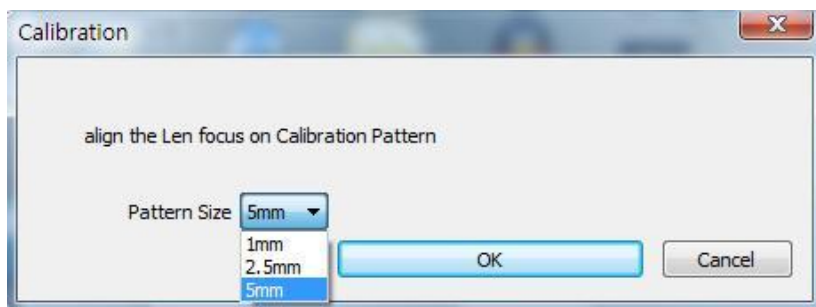 Calibration
align the Len focus on Calibration Pattern
Pattern Size 5mm
1mm
2.5mm
5mm
OK
Cancel